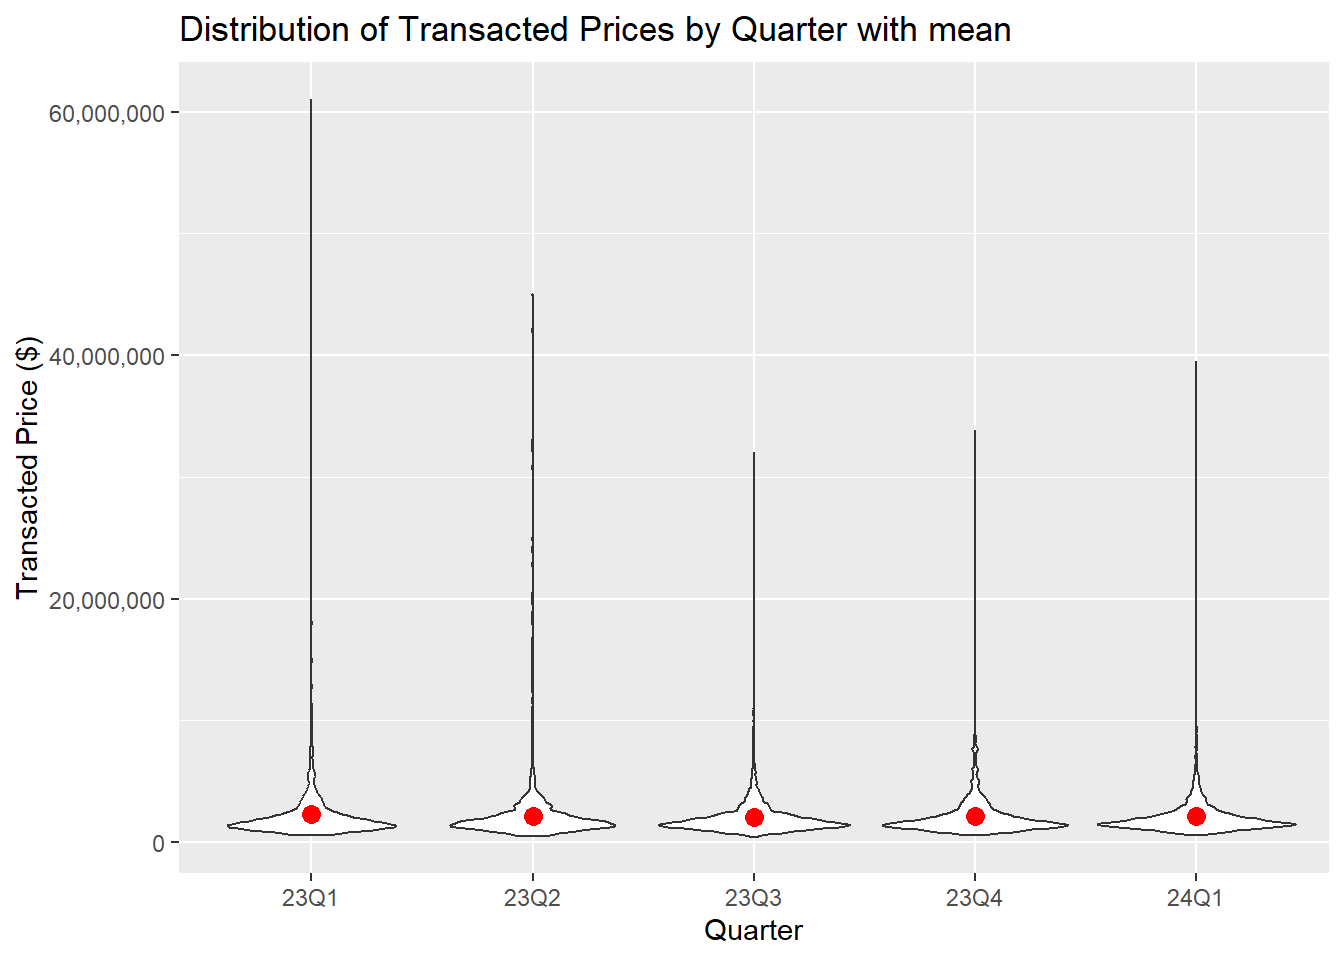 Distribution of Transacted Prices by Quarter with mean
Transacted Price ($)
60,000,000
40,000,000
20,000,000
0
23Q1 23Q2 23Q3 23Q4 24Q1
Quarter